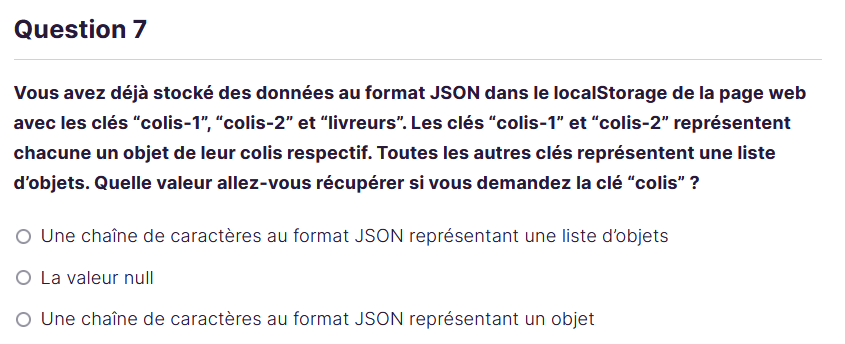 Question 7
Vous avez déjà stocké des données au format JSON dans le localStorage de la page web
avec les clés “colis-1”, “colis-2” et “livreurs”. Les clés “colis-1” et “colis-2” représentent
chacune un objet de leur colis respectif. Toutes les autres clés représentent une liste
d’objets. Quelle valeur allez-vous récupérer si vous demandez la clé “colis” ?
Une chaîne de caractères au format JSON représentant une liste d’objets
La valeur null
Une chaîne de caractères au format JSON représentant un objet